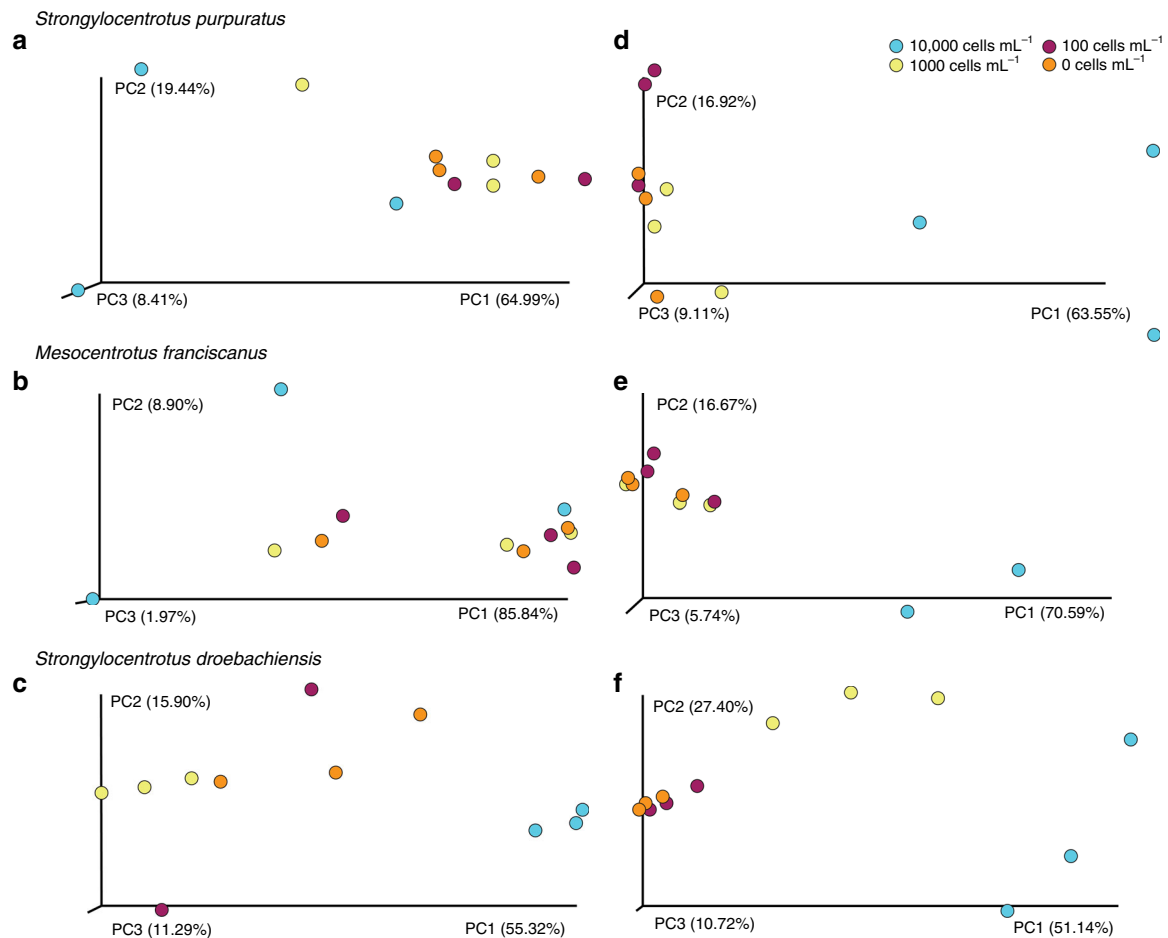 Strongylocentrotus purpuratus
a
PC2 (19.44%)
PC3 (8.41%)
PC1 (64.99%)
d
10,000 cells mL⁻¹
100 cells mL⁻¹
1000 cells mL⁻¹
0 cells mL⁻¹
PC2 (16.92%)
PC3 (9.11%)
PC1 (63.55%)
Mesocentrotus franciscanus
b
PC2 (8.90%)
PC3 (1.97%)
PC1 (85.84%)
e
PC2 (16.67%)
PC3 (5.74%)
PC1 (70.59%)
Strongylocentrotus droebachiensis
c
PC2 (15.90%)
PC3 (11.29%)
PC1 (55.32%)
f
PC2 (27.40%)
PC3 (10.72%)
PC1 (51.14%)